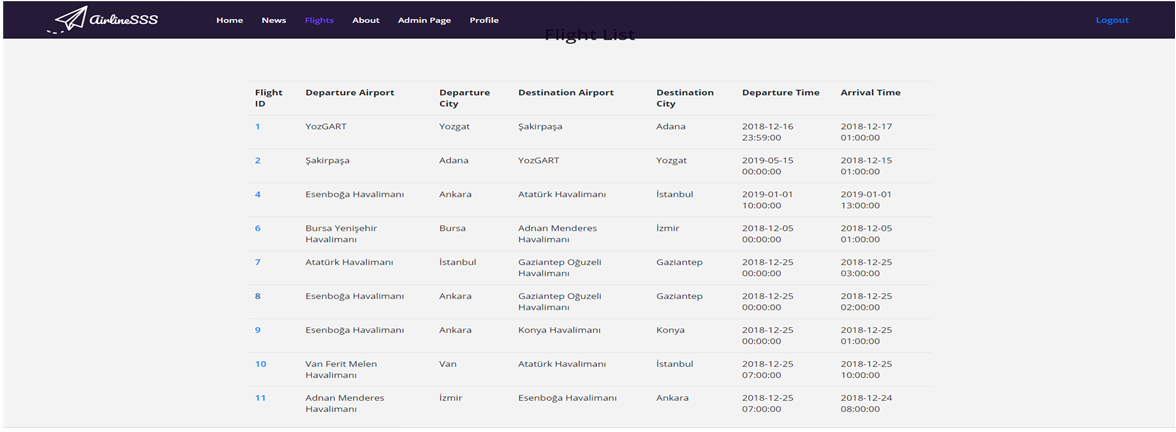 AirlineSSS Home News Flights About Admin Page Profile Logout
Flight List
Flight ID Departure Airport Departure City Destination Airport Destination City Departure Time Arrival Time
1 YozGART Yozgat Şakirpaşa Adana 2018-12-16 23:59:00 2018-12-17 01:00:00
2 Şakirpaşa Adana YozGART Yozgat 2019-05-15 00:00:00 2018-12-15 01:00:00
4 Esenboğa Havalimanı Ankara Atatürk Havalimanı İstanbul 2019-01-01 10:00:00 2019-01-01 13:00:00
6 Bursa Yenişehir Havalimanı Bursa Adnan Menderes Havalimanı İzmir 2018-12-05 00:00:00 2018-12-05 01:00:00
7 Atatürk Havalimanı İstanbul Gaziantep Oğuzeli Havalimanı Gaziantep 2018-12-25 00:00:00 2018-12-25 03:00:00
8 Esenboğa Havalimanı Ankara Gaziantep Oğuzeli Havalimanı Gaziantep 2018-12-25 00:00:00 2018-12-25 02:00:00
9 Esenboğa Havalimanı Ankara Konya Havalimanı Konya 2018-12-25 00:00:00 2018-12-25 01:00:00
10 Van Ferit Melen Havalimanı Van Atatürk Havalimanı İstanbul 2018-12-25 07:00:00 2018-12-25 10:00:00
11 Adnan Menderes Havalimanı İzmir Esenboğa Havalimanı Ankara 2018-12-25 07:00:00 2018-12-24 08:00:00